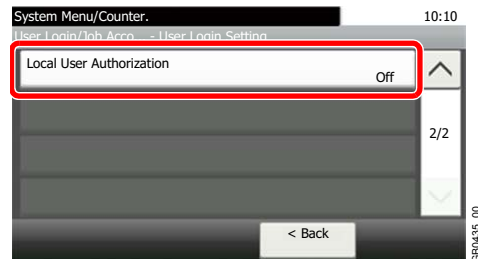 System Menu/Counter.
10:10
User Login/Job Acco... - User Login Setting
Local User Authorization
Off
2/2
< Back
GB0435_00